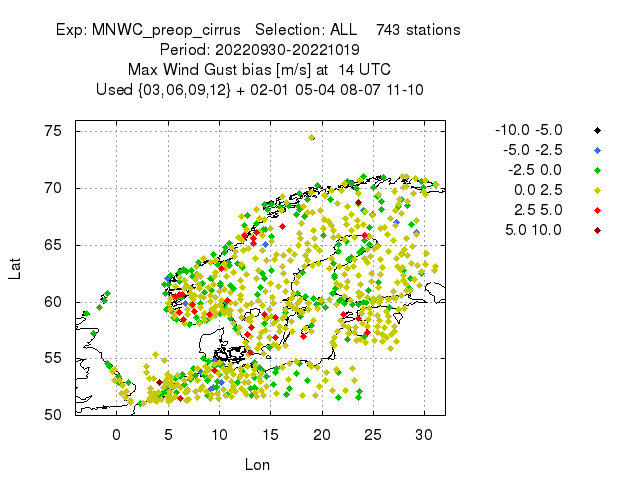 Exp: MNWC_preop_cirrus   Selection: ALL    743 stations
Period: 20220930-20221019
Max Wind Gust bias [m/s] at  14 UTC
Used {03,06,09,12} + 02-01 05-04 08-07 11-10
-10.0 -5.0
-5.0 -2.5
-2.5 0.0
0.0 2.5
2.5 5.0
5.0 10.0
75
70
65
60
55
50
Lat
0 5 10 15 20 25 30
Lon